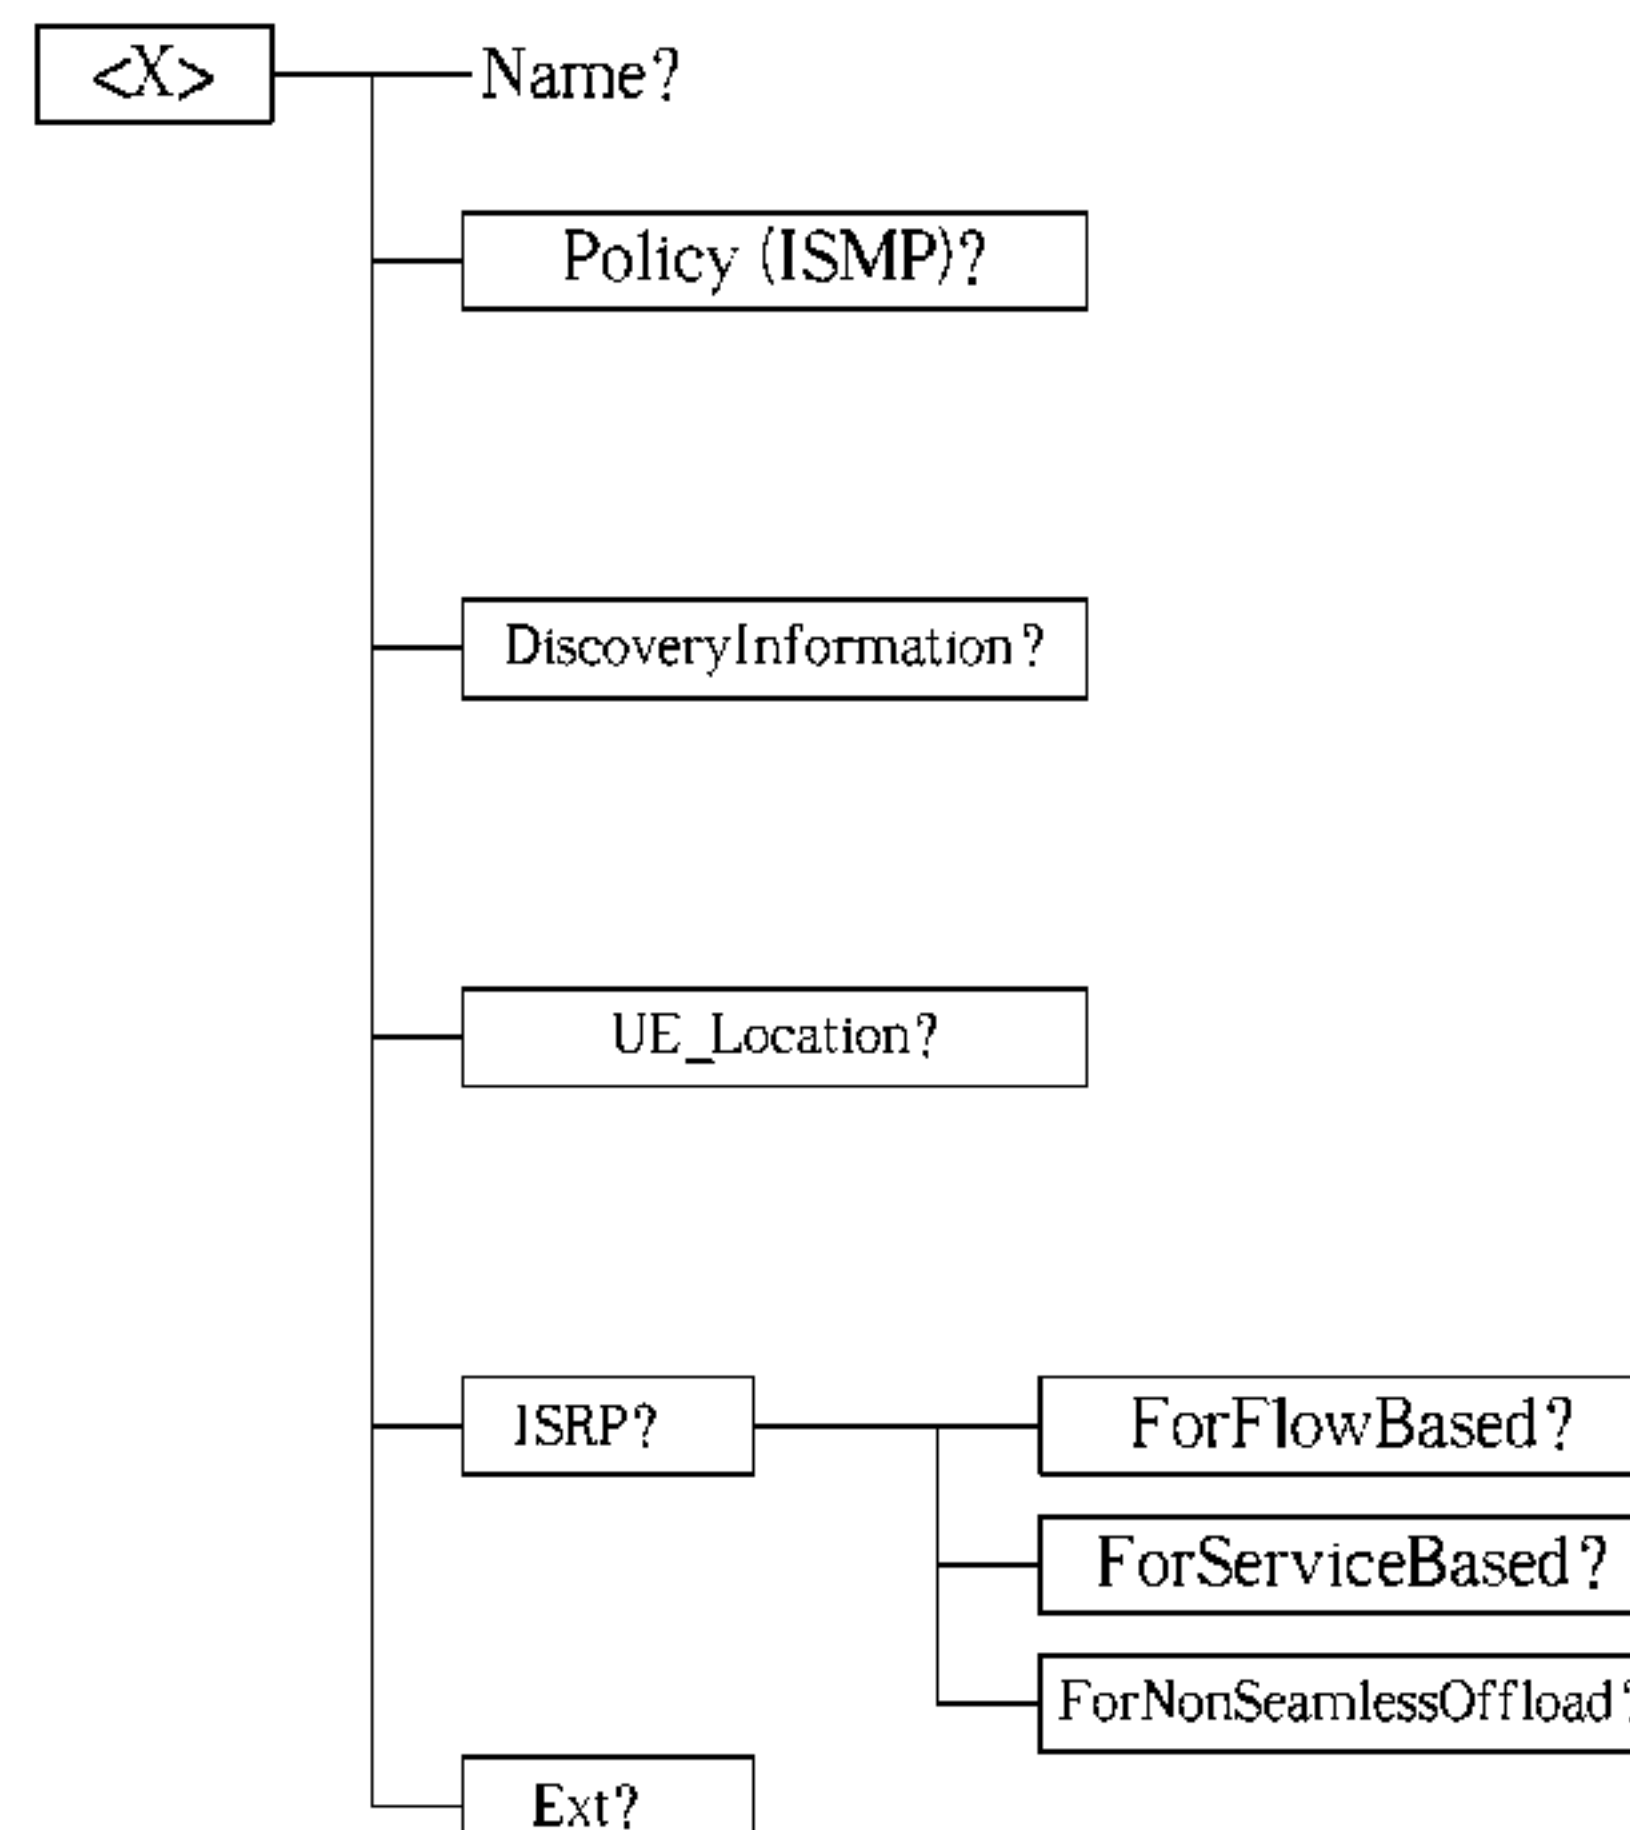 <X>
Name?
Policy (ISMP)?
DiscoveryInformation?
UE_Location?
ISRP?
ForFlowBased?
ForServiceBased?
ForNonSeamlessOffload?
Ext?